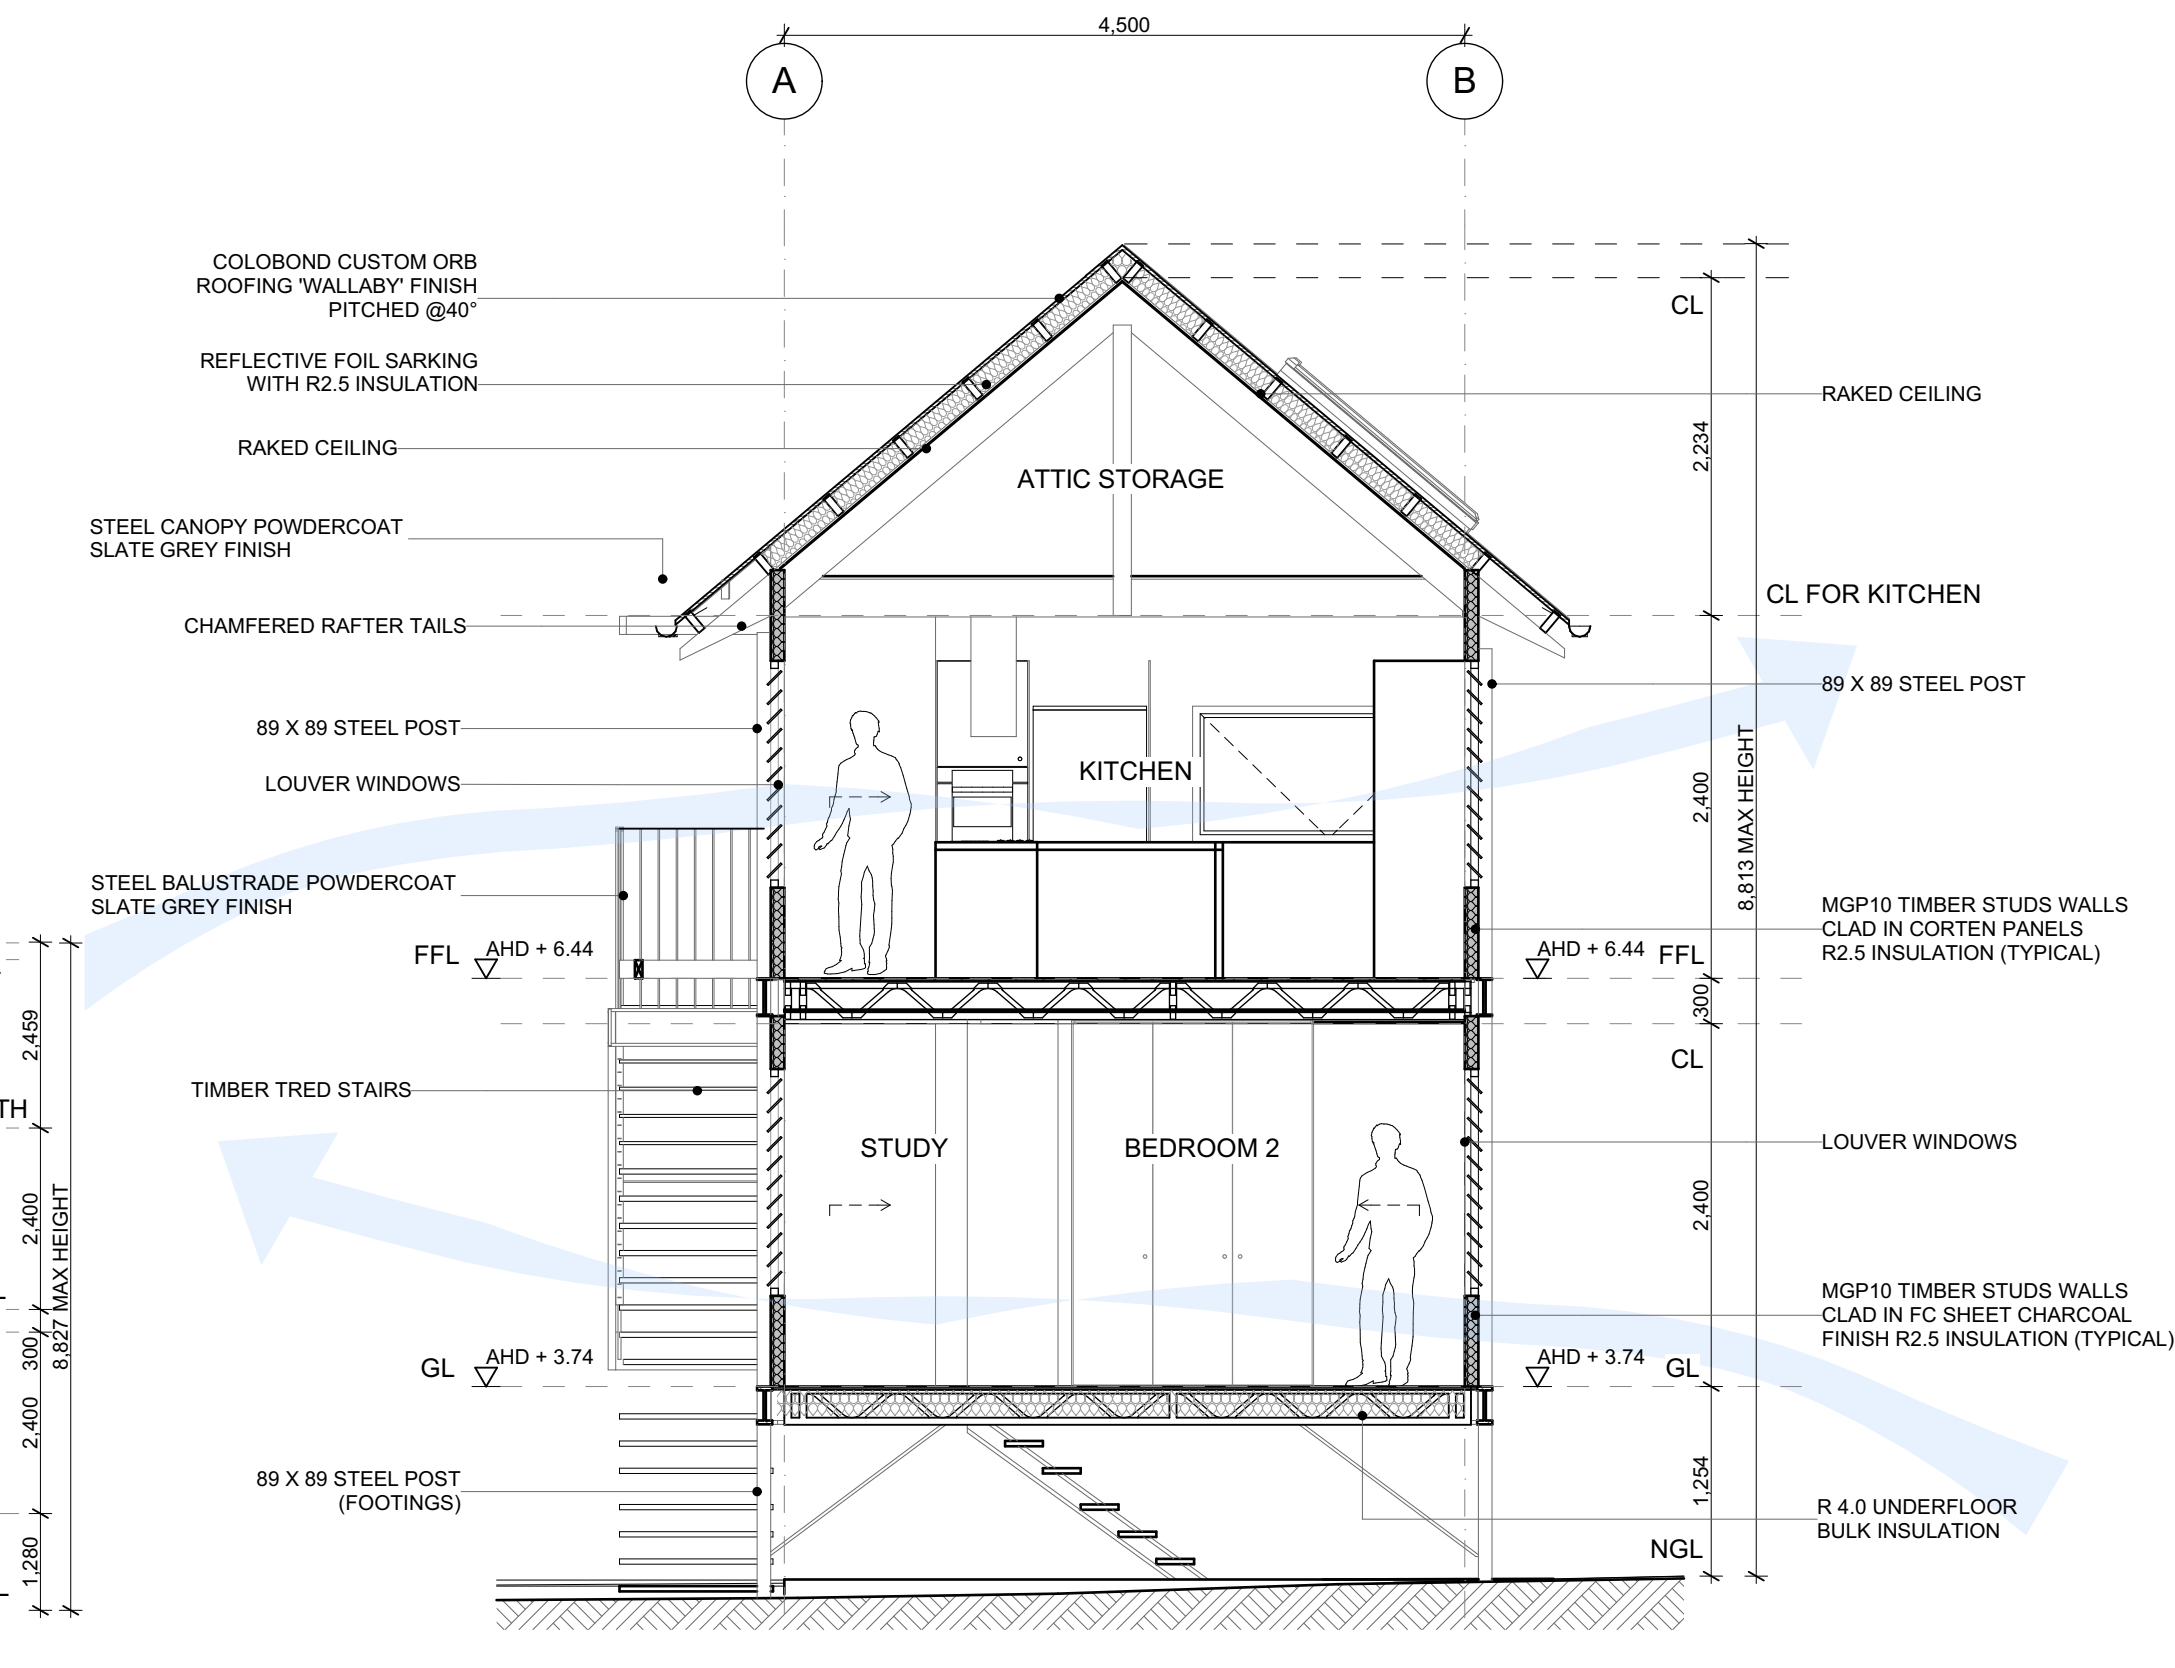 4,500
A
B
COLOBOND CUSTOM ORB
ROOFING 'WALLABY' FINISH
PITCHED @40°
REFLECTIVE FOIL SARKING
WITH R2.5 INSULATION
RAKED CEILING
STEEL CANOPY POWDERCOAT
SLATE GREY FINISH
CHAMFERED RAFTER TAILS
89 X 89 STEEL POST
LOUVER WINDOWS
STEEL BALUSTRADE POWDERCOAT
SLATE GREY FINISH
FFL
AHD + 6.44
TIMBER TRED STAIRS
GL
AHD + 3.74
89 X 89 STEEL POST
(FOOTINGS)
2,459
TH
2,400
8,827 MAX HEIGHT
300
2,400
1,280
ATTIC STORAGE
KITCHEN
STUDY
BEDROOM 2
CL
2,234
RAKED CEILING
CL FOR KITCHEN
89 X 89 STEEL POST
2,400
8,813 MAX HEIGHT
MGP10 TIMBER STUDS WALLS
CLAD IN CORTEN PANELS
R2.5 INSULATION (TYPICAL)
AHD + 6.44
FFL
300
CL
LOUVER WINDOWS
2,400
MGP10 TIMBER STUDS WALLS
CLAD IN FC SHEET CHARCOAL
FINISH R2.5 INSULATION (TYPICAL)
AHD + 3.74
GL
1,254
R 4.0 UNDERFLOOR
BULK INSULATION
NGL